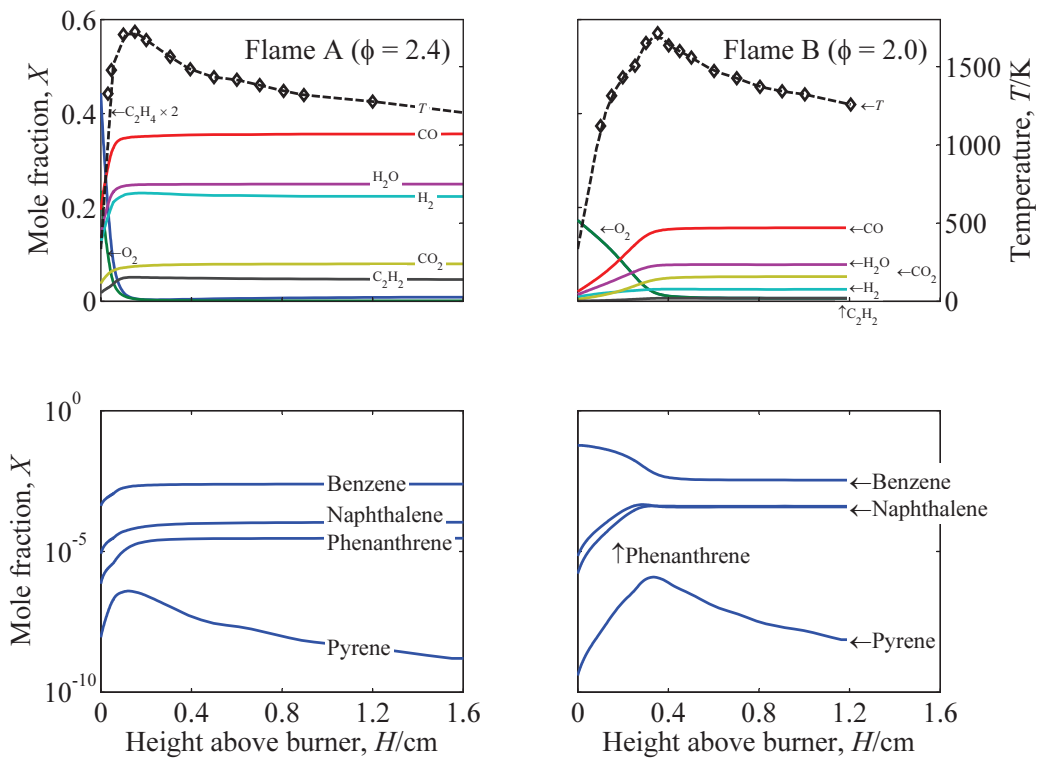 Flame A (ϕ = 2.4)
Mole fraction, X
0.6
0.4
0.2
0
←C₂H₄ × 2
T
CO
H₂O
H₂
←O₂
CO₂
C₂H₂
Flame B (ϕ = 2.0)
←T
←O₂
←CO
←H₂O
←CO₂
←H₂
↑C₂H₂
1500
1000
500
0
Temperature, T/K
Mole fraction, X
10⁰
10⁻⁵
10⁻¹⁰
Benzene
Naphthalene
Phenanthrene
Pyrene
0 0.4 0.8 1.2 1.6
Height above burner, H/cm
←Benzene
←Naphthalene
↑Phenanthrene
←Pyrene
0 0.4 0.8 1.2 1.6
Height above burner, H/cm